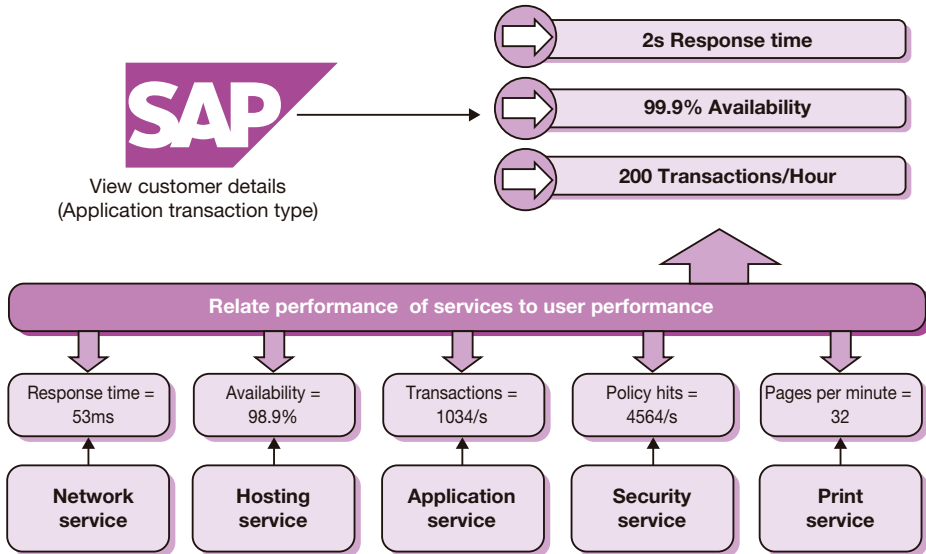 2s Response time
SAP
99.9% Availability
View customer details
(Application transaction type)
200 Transactions/Hour
Relate performance of services to user performance
Response time =
53ms
Availability =
98.9%
Transactions =
1034/s
Policy hits =
4564/s
Pages per minute =
32
Network
service
Hosting
service
Application
service
Security
service
Print
service